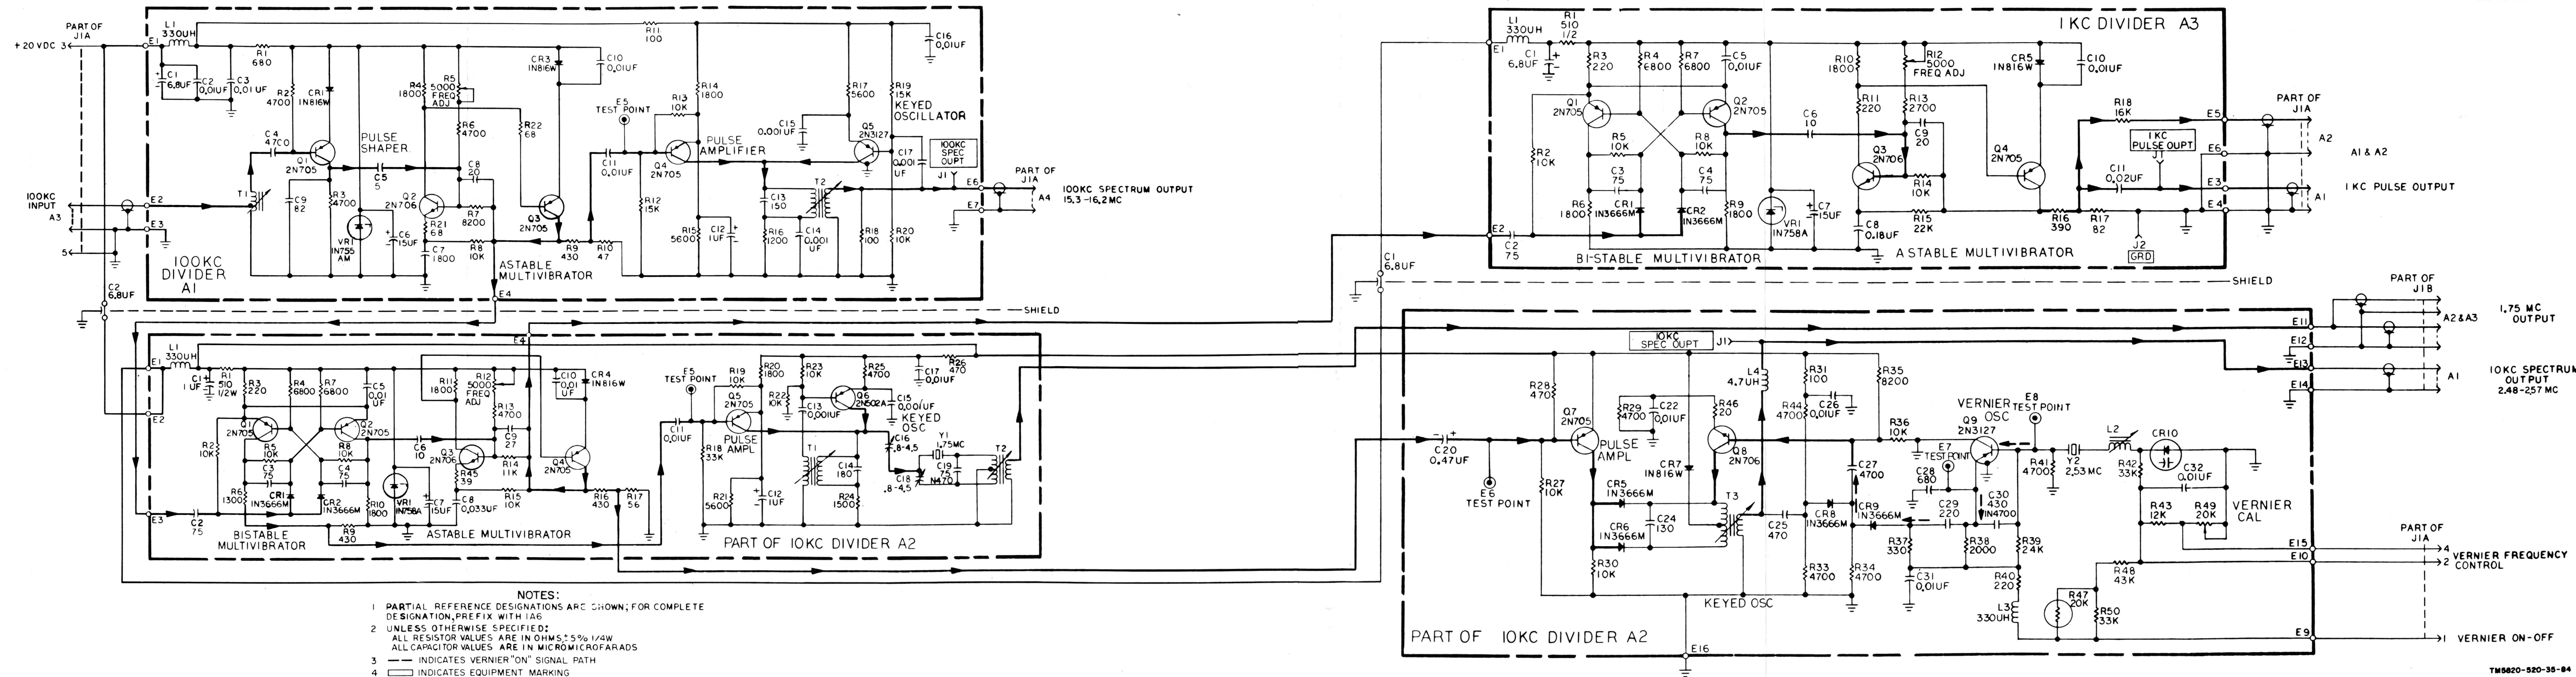 PART OF
J1A
+20 VDC 3
100KC
INPUT
A3
5
C2
6.8UF
E1
L1
330UH
C1
6.8UF
C2
0.01UF
C3
0.01UF
R1
680
R2
4700
CR1
1N816W
C4
4700
Q1
2N705
PULSE
SHAPER
T1
E2
E3
C9
82
R3
4700
C5
5
VR1
1N755
AM
C6
15UF
R4
1800
R5
5000
FREQ
ADJ
R6
4700
C8
20
Q2
2N706
R21
68
C7
1800
R7
8200
R8
10K
R22
68
CR3
1N816W
C10
0.01UF
Q3
2N705
R9
430
R10
47
ASTABLE
MULTIVIBRATOR
E4
100KC
DIVIDER
A1
R11
100
E5
TEST POINT
C11
0.01UF
R12
15K
R13
10K
R14
1800
Q4
2N705
PULSE
AMPLIFIER
R15
5600
C12
1UF
C13
150
R16
1200
C14
0.001
UF
T2
C15
0.001UF
R17
5600
R18
100
R19
15K
KEYED
OSCILLATOR
Q5
2N3127
C16
0.01UF
C17
0.001
UF
R20
10K
100KC
SPEC
OUPT
J1
E6
E7
PART OF
J1A
A4
100KC SPECTRUM OUTPUT
15.3-16.2MC
SHIELD
E1
L1
330UH
E2
E3
C1
1 UF
R1
510
1/2W
R3
220
R4
6800
R7
6800
C5
0.01
UF
Q1
2N705
Q2
2N705
R2
10K
R5
10K
R8
10K
C3
75
C4
75
R6
1300
CR1
1N3666M
CR2
1N3666M
R10
1800
R9
430
C2
75
BISTABLE
MULTIVIBRATOR
VR1
1N758A
C7
15UF
C6
10
R11
1800
R12
5000
FREQ
ADJ
R13
4700
C9
27
Q3
2N706
R45
39
C8
0.033UF
R14
11K
R15
10K
E4
C10
0.01
UF
CR4
1N816W
Q4
2N705
R16
430
R17
56
ASTABLE MULTIVIBRATOR
C11
0.01UF
E5
TEST POINT
R18
33K
R19
10K
Q5
2N705
PULSE
AMPL
R20
1800
R21
5600
C12
1UF
R22
10K
R23
10K
C13
0.001UF
T1
C14
180
R24
1500
R25
4700
Q6
2N502A
C15
0.001UF
KEYED
OSC
C17
0.01UF
R26
470
C16
.8-4.5
C18
.8-4.5
Y1
1.75MC
C19
75
N470
T2
PART OF 10KC DIVIDER A2
NOTES:
1 PARTIAL REFERENCE DESIGNATIONS ARE SHOWN; FOR COMPLETE
DESIGNATION, PREFIX WITH 1A6
2 UNLESS OTHERWISE SPECIFIED:
ALL RESISTOR VALUES ARE IN OHMS,±5% 1/4W
ALL CAPACITOR VALUES ARE IN MICROMICROFARADS
3 INDICATES VERNIER "ON" SIGNAL PATH
4 INDICATES EQUIPMENT MARKING
1 KC DIVIDER A3
E1
L1
330UH
C1
6.8UF
R1
510
1/2
R3
220
R4
6800
R7
6800
C5
0.01UF
Q1
2N705
Q2
2N705
R2
10K
R5
10K
R8
10K
C3
75
C4
75
R6
1800
CR1
1N3666M
CR2
1N3666M
R9
1800
E2
C2
75
BI-STABLE MULTIVIBRATOR
VR1
1N758A
C7
15UF
C6
10
R10
1800
R11
220
R12
5000
FREQ ADJ
R13
2700
C9
20
Q3
2N706
R14
10K
R15
22K
C8
0.18UF
CR5
1N816W
C10
0.01UF
Q4
2N705
ASTABLE MULTIVIBRATOR
R16
390
R17
82
R18
16K
1 KC
PULSE OUPT
J1
C11
0.02UF
J2
GRD
E5
E6
E3
E4
PART OF
J1A
A2
A1 & A2
A1
1 KC PULSE OUTPUT
C1
6.8UF
SHIELD
PART OF
J1B
E11
E12
E13
E14
A2 & A3
1.75 MC
OUTPUT
A1
10KC SPECTRUM
OUTPUT
2.48-2.57 MC
10KC
SPEC OUPT
J1
C20
0.47UF
E6
TEST POINT
R27
10K
R28
470
Q7
2N705
PULSE
AMPL
R29
4700
C22
0.01UF
R46
20
Q8
2N706
CR7
1N816W
CR5
1N3666M
CR6
1N3666M
C24
130
R30
10K
T3
L4
4.7UH
C25
470
KEYED OSC
R31
100
C26
0.01UF
R44
4700
R33
4700
CR8
1N3666M
CR9
1N3666M
C27
4700
R34
4700
R35
8200
R36
10K
R37
330
C31
0.01UF
C28
680
C29
220
E7
TEST POINT
C30
430
1N4700
R38
2000
R39
24K
R40
220
L3
330UH
VERNIER
OSC
Q9
2N3127
E8
TEST POINT
R41
4700
Y2
2.53 MC
L2
CR10
R42
33K
C32
0.01UF
R43
12K
R49
20K
VERNIER
CAL
R47
20K
R48
43K
R50
33K
E15
E10
E9
E16
PART OF
J1A
4
2
VERNIER FREQUENCY
CONTROL
1 VERNIER ON-OFF
PART OF 10KC DIVIDER A2
TM5820-520-35-84